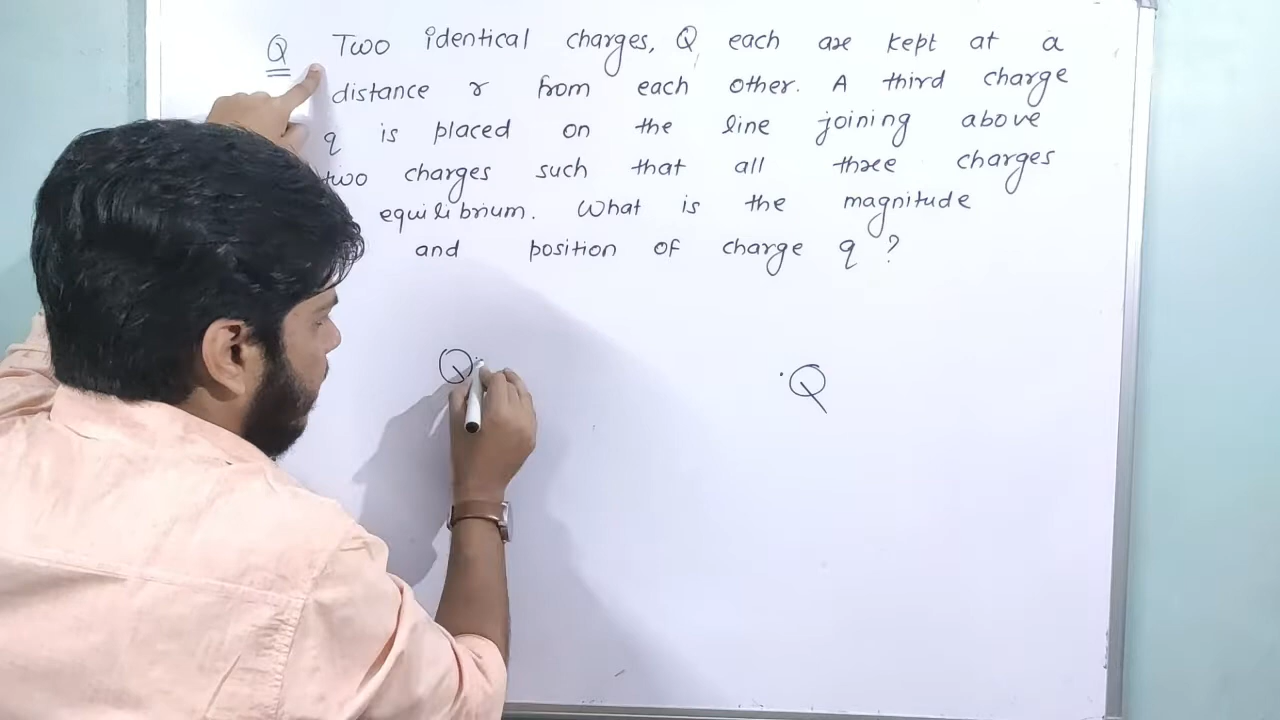 Q Two identical charges, Q each are kept at a
distance r from each other. A third charge
q is placed on the line joining above
two charges such that all three charges
equilibrium. What is the magnitude
and position of charge q ?
Q Q